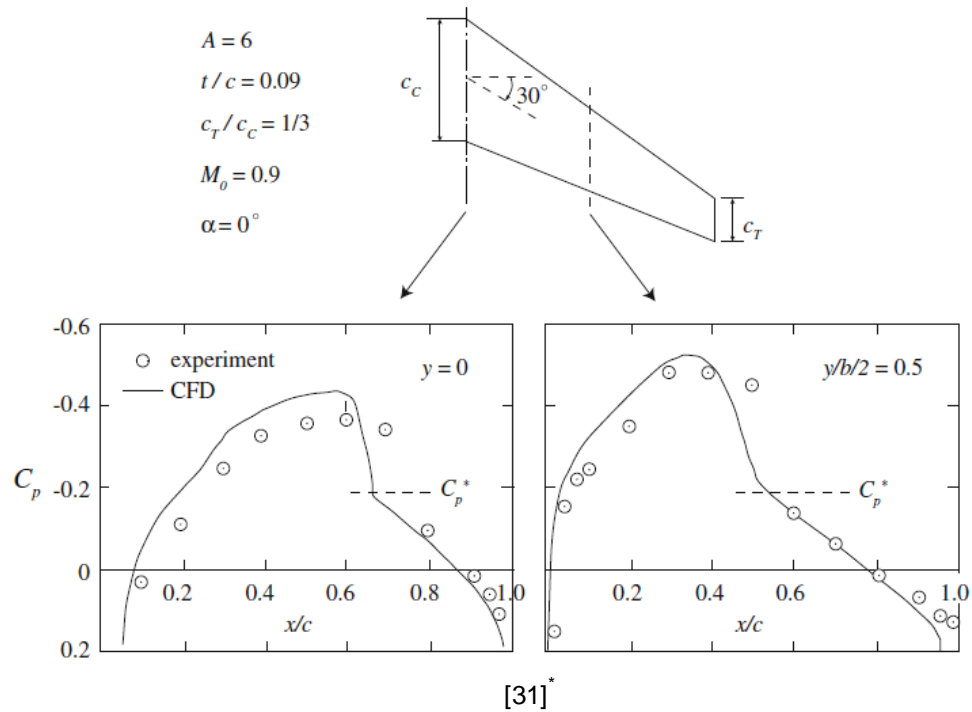 A = 6
t / c = 0.09
c_T / c_C = 1/3
M_0 = 0.9
α = 0°
c_C
30°
c_T
-0.6
-0.4
-0.2
0
0.2
C_p
experiment
CFD
y = 0
C_p*
0.2
0.4
0.6
0.8
1.0
x/c
y/b/2 = 0.5
C_p*
0.2
0.4
0.6
0.8
1.0
x/c
[31]*